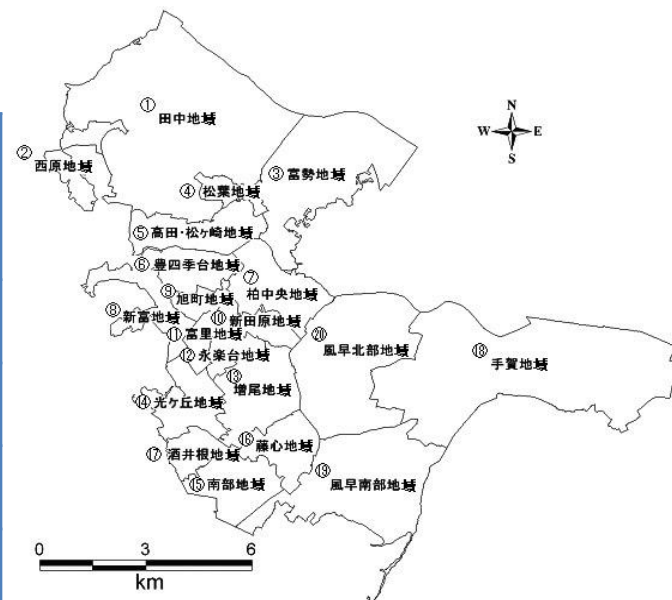 ① 田中地域
N
W E
S
② 西原地域
③ 富勢地域
④ 松葉地域
⑤ 高田・松ヶ崎地域
⑥ 豊四季台地域
⑦ 柏中央地域
⑧ 新富地域
⑨ 旭町地域
⑩ 新田原地域
⑪ 富里地域
⑫ 永楽台地域
⑬ 増尾地域
⑳ 風早北部地域
⑱ 手賀地域
⑭ 光ケ丘地域
⑯ 藤心地域
⑰ 酒井根地域
⑮ 南部地域
⑲ 風早南部地域
0 3 6
km